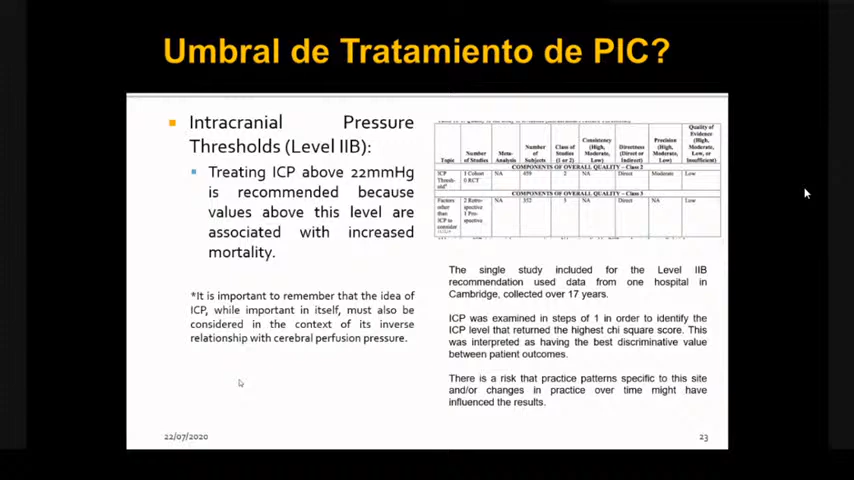 Umbral de Tratamiento de PIC?
Intracranial Pressure
Thresholds (Level IIB):
Treating ICP above 22mmHg
is recommended because
values above this level are
associated with increased
mortality.
*It is important to remember that the idea of
ICP, while important in itself, must also be
considered in the context of its inverse
relationship with cerebral perfusion pressure.
Topic Number of Studies Meta-Analysis Number of Subjects Class of Studies (1 or 2) Consistency (High, Moderate, Low) Directness (Direct or Indirect) Precision (High, Moderate, Low) Quality of Evidence (High, Moderate, Low, or Insufficient)
COMPONENTS OF OVERALL QUALITY – Class 2
ICP Threshold 1 Cohort 0 RCT NA 459 2 NA Direct Moderate Low
COMPONENTS OF OVERALL QUALITY – Class 3
Factors other than ICP to consider 2 Retro-spective 1 Pro-spective NA 352 3 NA Direct NA Low
The single study included for the Level IIB
recommendation used data from one hospital in
Cambridge, collected over 17 years.
ICP was examined in steps of 1 in order to identify the
ICP level that returned the highest chi square score. This
was interpreted as having the best discriminative value
between patient outcomes.
There is a risk that practice patterns specific to this site
and/or changes in practice over time might have
influenced the results.
22/07/2020
23